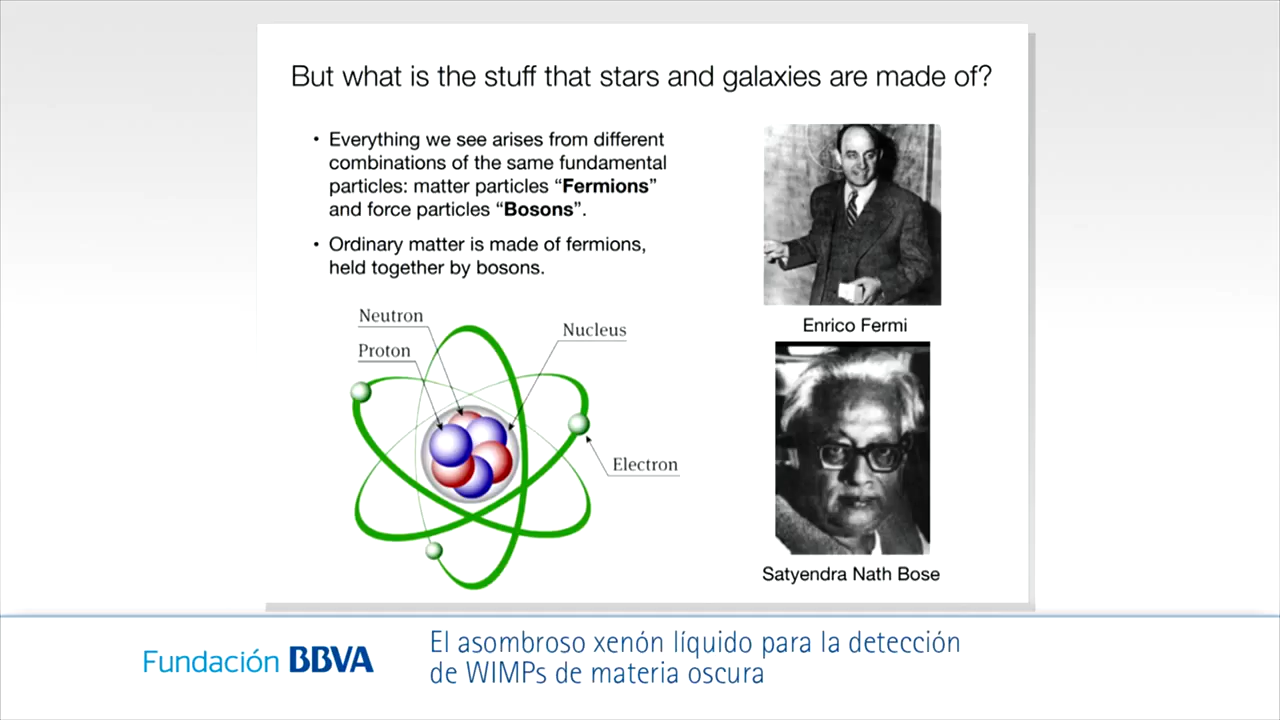 But what is the stuff that stars and galaxies are made of?
• Everything we see arises from different
combinations of the same fundamental
particles: matter particles “Fermions”
and force particles “Bosons”.
• Ordinary matter is made of fermions,
held together by bosons.
Neutron
Nucleus
Proton
Electron
Enrico Fermi
Satyendra Nath Bose
Fundación BBVA
El asombroso xenón líquido para la detección
de WIMPs de materia oscura